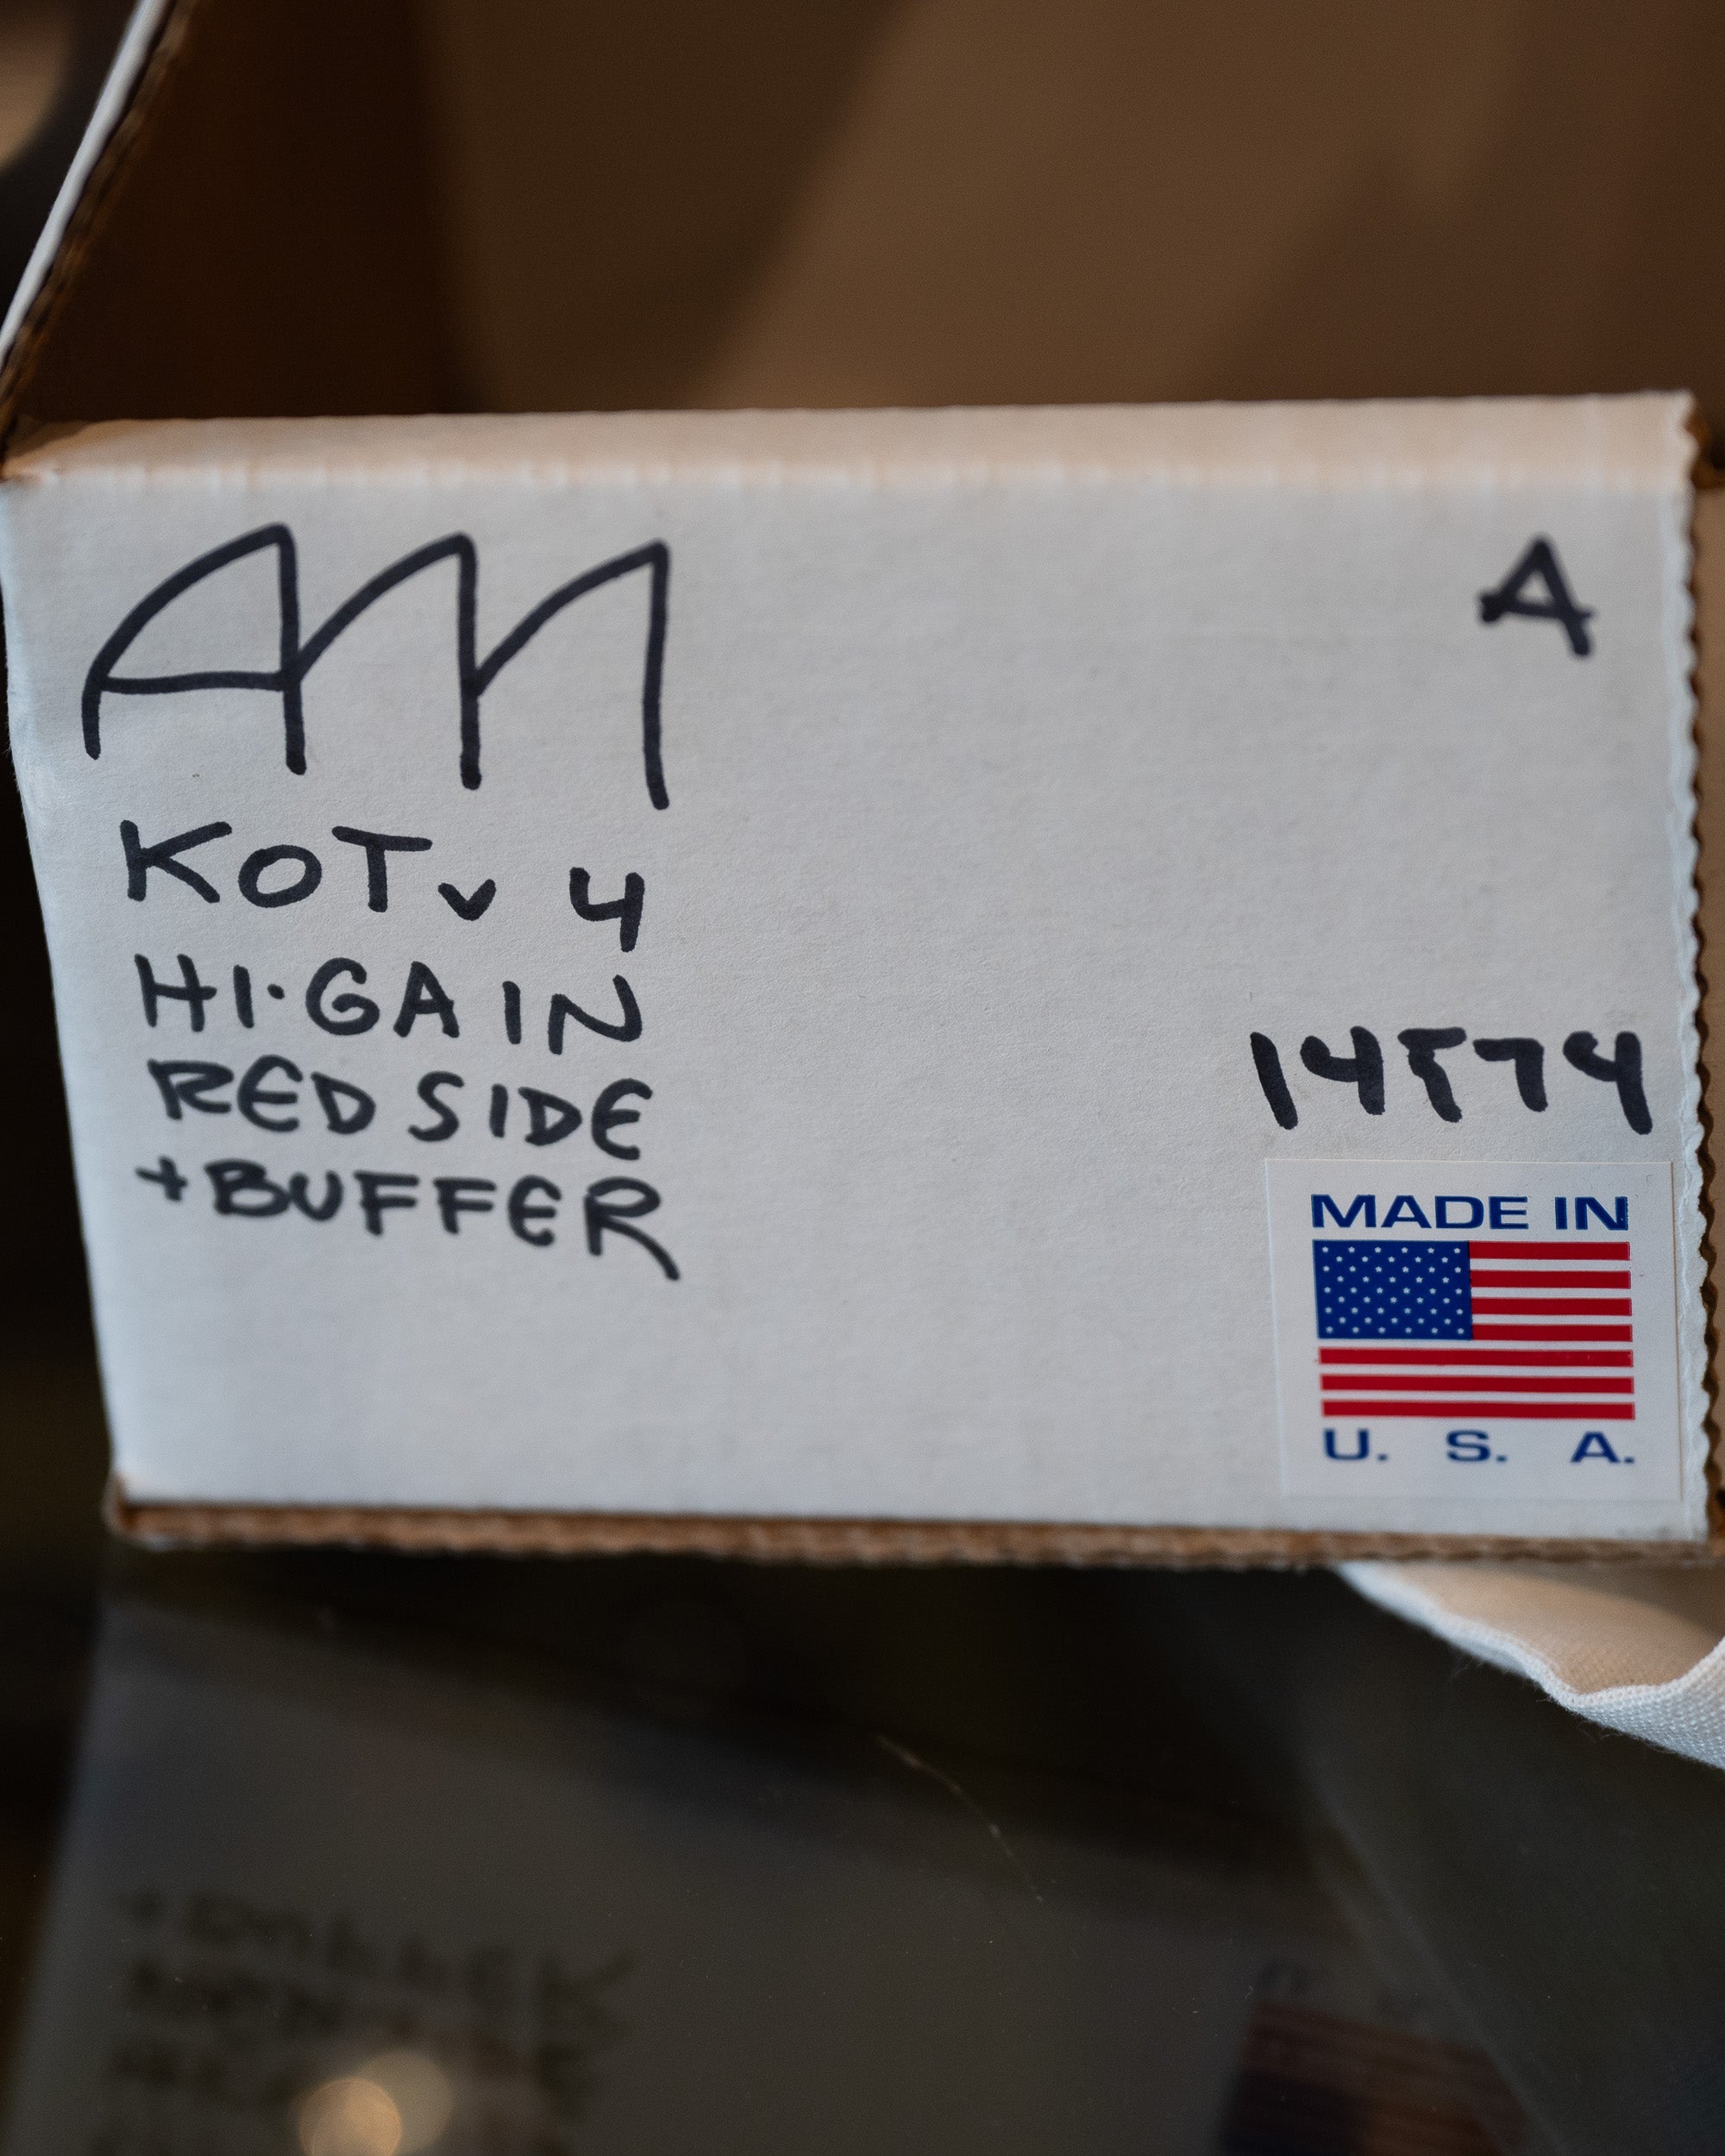 AM
A
KOT v 4
HI·GAIN
RED SIDE
+BUFFER
14574
MADE IN
U. S. A.